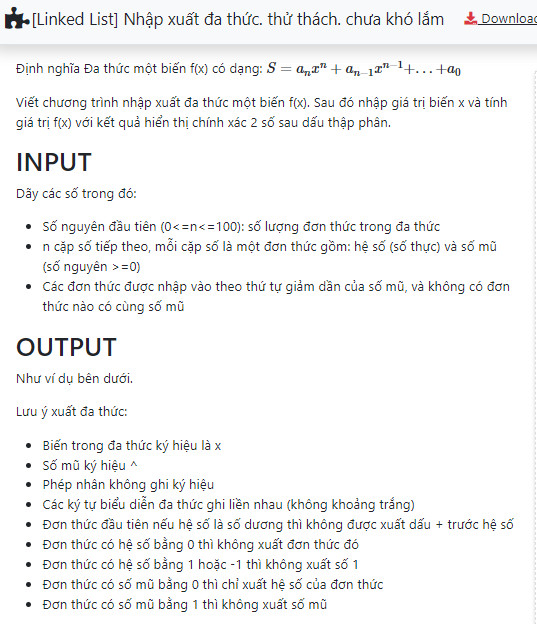 [Linked List] Nhập xuất đa thức. thử thách. chưa khó lắm
Download
Định nghĩa Đa thức một biến f(x) có dạng: S = aₙxⁿ + aₙ₋₁xⁿ⁻¹+...+a₀
Viết chương trình nhập xuất đa thức một biến f(x). Sau đó nhập giá trị biến x và tính
giá trị f(x) với kết quả hiển thị chính xác 2 số sau dấu thập phân.
INPUT
Dãy các số trong đó:
• Số nguyên đầu tiên (0<=n<=100): số lượng đơn thức trong đa thức
• n cặp số tiếp theo, mỗi cặp số là một đơn thức gồm: hệ số (số thực) và số mũ
(số nguyên >=0)
• Các đơn thức được nhập vào theo thứ tự giảm dần của số mũ, và không có đơn
thức nào có cùng số mũ
OUTPUT
Như ví dụ bên dưới.
Lưu ý xuất đa thức:
• Biến trong đa thức ký hiệu là x
• Số mũ ký hiệu ^
• Phép nhân không ghi ký hiệu
• Các ký tự biểu diễn đa thức ghi liền nhau (không khoảng trắng)
• Đơn thức đầu tiên nếu hệ số là số dương thì không được xuất dấu + trước hệ số
• Đơn thức có hệ số bằng 0 thì không xuất đơn thức đó
• Đơn thức có hệ số bằng 1 hoặc -1 thì không xuất số 1
• Đơn thức có số mũ bằng 0 thì chỉ xuất hệ số của đơn thức
• Đơn thức có số mũ bằng 1 thì không xuất số mũ